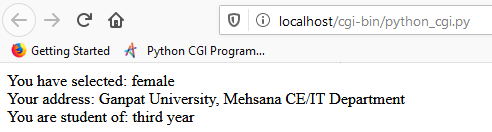 localhost/cgi-bin/python_cgi.py
Getting Started
Python CGI Program...
You have selected: female
Your address: Ganpat University, Mehsana CE/IT Department
You are student of: third year